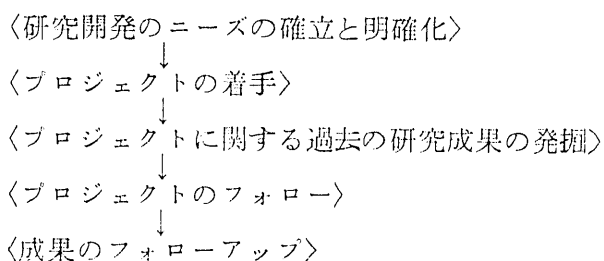 〈研究開発のニーズの確立と明確化〉
↓
〈プロジェクトの着手〉
↓
〈プロジェクトに関する過去の研究成果の発掘〉
↓
〈プロジェクトのフォロー〉
↓
〈成果のフォローアップ〉